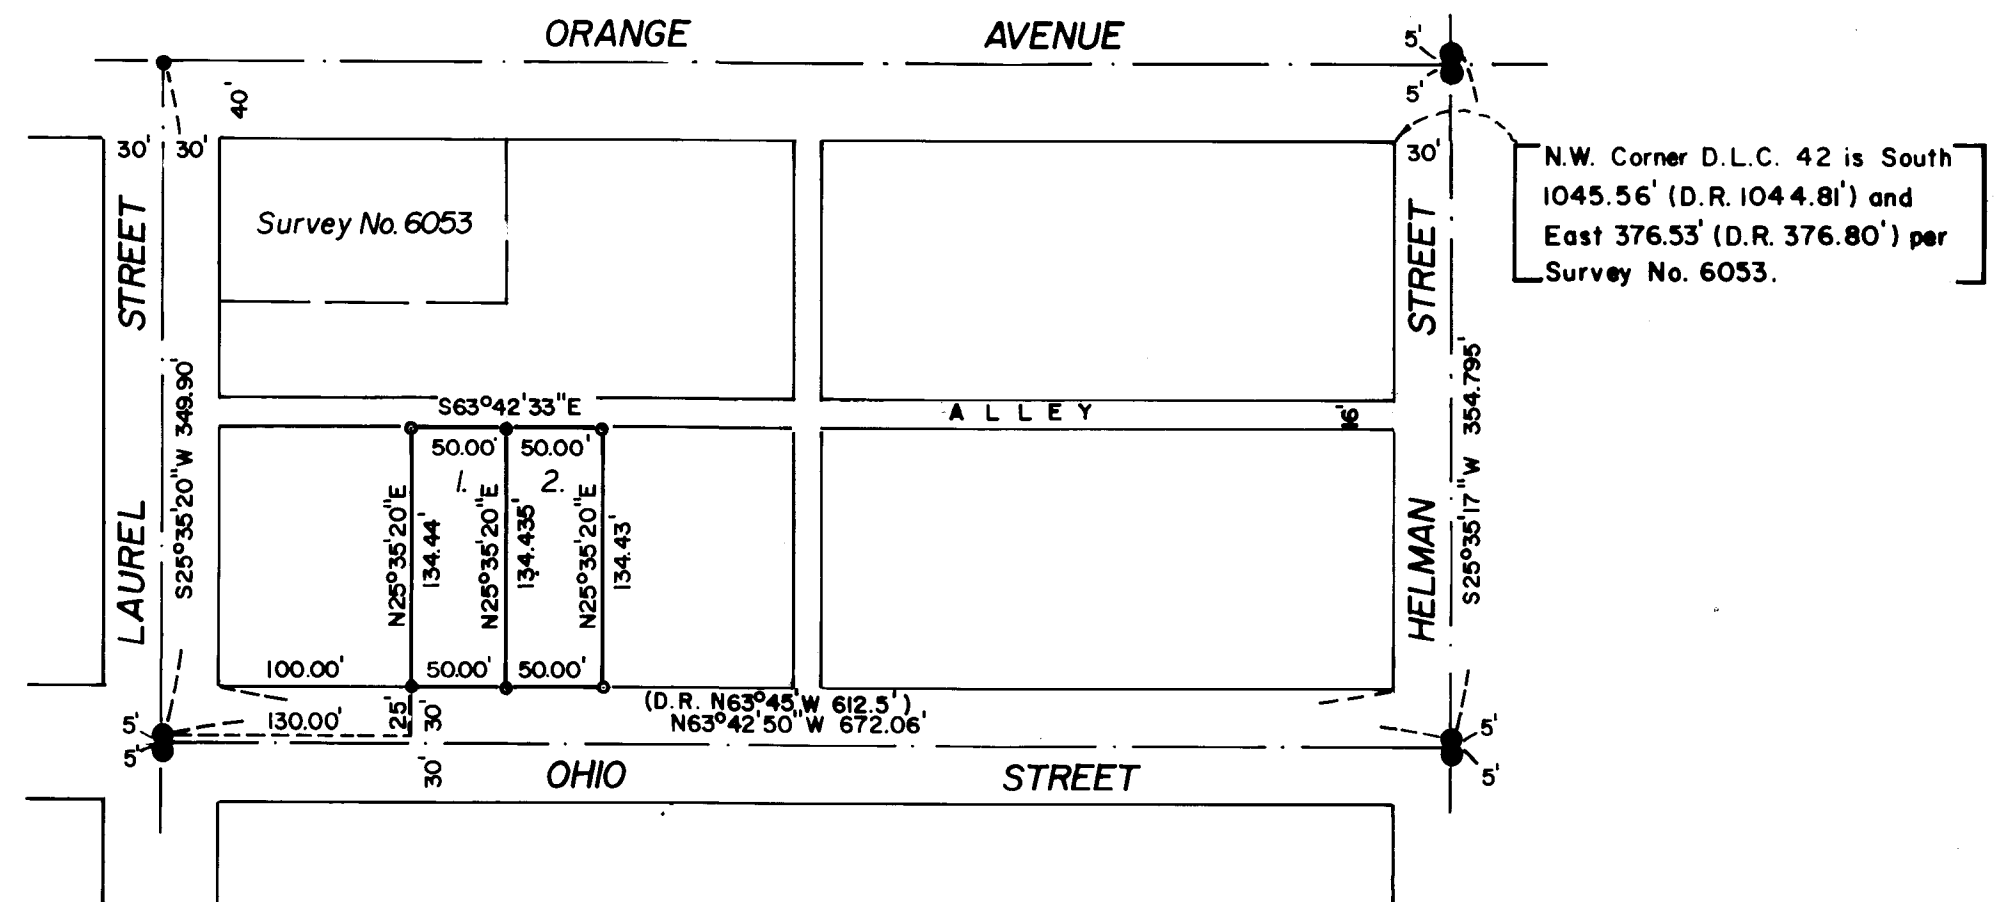 ORANGE AVENUE
5'
5'
40'
30' 30'
30'
N.W. Corner D.L.C. 42 is South
1045.56' (D.R. 1044.81') and
East 376.53' (D.R. 376.80') per
Survey No. 6053.
Survey No. 6053
LAUREL STREET
S25°35'20"W 349.90'
HELMAN STREET
S25°35'17"W 354.795'
S63°42'33"E
ALLEY
16'
50.00' 50.00'
1. 2.
N25°35'20"E
134.44'
N25°35'20"E
134.435'
N25°35'20"E
134.43'
100.00' 50.00' 50.00'
(D.R. N63°45'W 612.5')
N63°42'50"W 672.06'
130.00'
25'
30'
30'
5'
5'
5'
5'
OHIO STREET